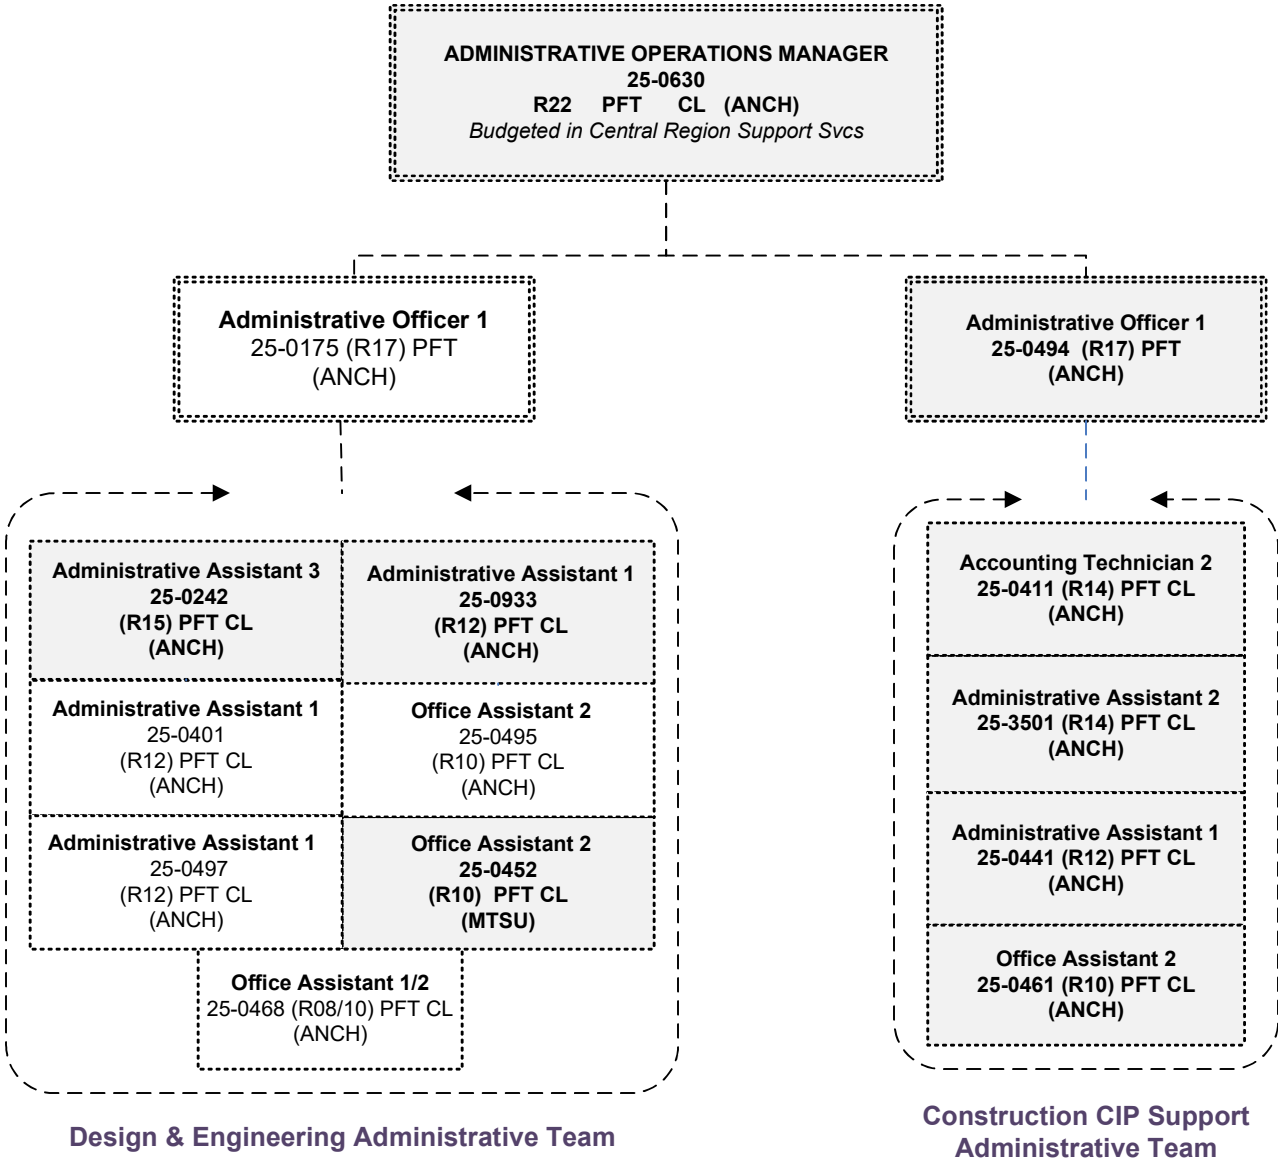 ADMINISTRATIVE OPERATIONS MANAGER
25-0630
R22 PFT CL (ANCH)
Budgeted in Central Region Support Svcs
Administrative Officer 1
25-0175 (R17) PFT
(ANCH)
Administrative Officer 1
25-0494 (R17) PFT
(ANCH)
Administrative Assistant 3
25-0242
(R15) PFT CL
(ANCH)
Administrative Assistant 1
25-0933
(R12) PFT CL
(ANCH)
Administrative Assistant 1
25-0401
(R12) PFT CL
(ANCH)
Office Assistant 2
25-0495
(R10) PFT CL
(ANCH)
Administrative Assistant 1
25-0497
(R12) PFT CL
(ANCH)
Office Assistant 2
25-0452
(R10) PFT CL
(MTSU)
Office Assistant 1/2
25-0468 (R08/10) PFT CL
(ANCH)
Design & Engineering Administrative Team
Accounting Technician 2
25-0411 (R14) PFT CL
(ANCH)
Administrative Assistant 2
25-3501 (R14) PFT CL
(ANCH)
Administrative Assistant 1
25-0441 (R12) PFT CL
(ANCH)
Office Assistant 2
25-0461 (R10) PFT CL
(ANCH)
Construction CIP Support
Administrative Team